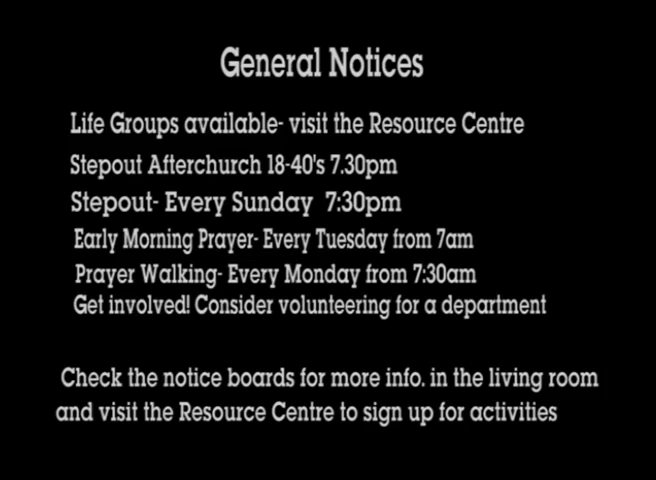 General Notices
Life Groups available- visit the Resource Centre
Stepout Afterchurch 18-40's 7.30pm
Stepout- Every Sunday 7:30pm
Early Morning Prayer- Every Tuesday from 7am
Prayer Walking- Every Monday from 7:30am
Get involved! Consider volunteering for a department
Check the notice boards for more info. in the living room
and visit the Resource Centre to sign up for activities